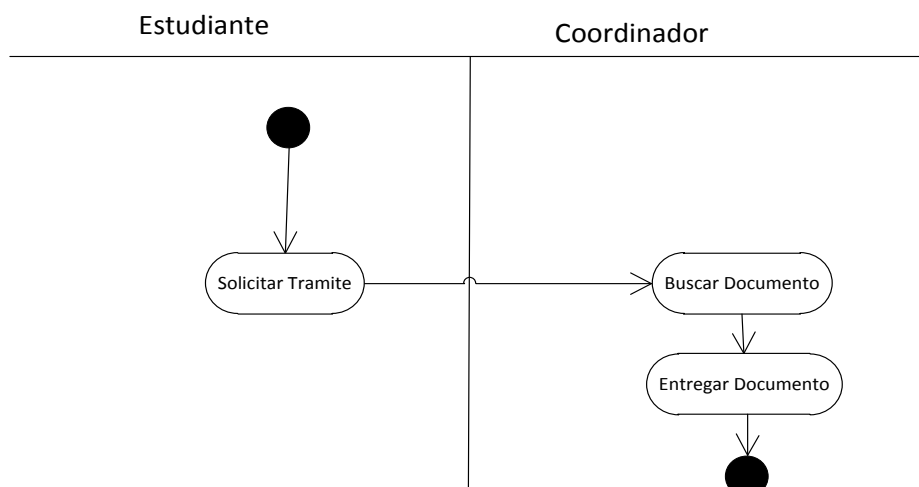 Estudiante
Coordinador
Solicitar Tramite
Buscar Documento
Entregar Documento